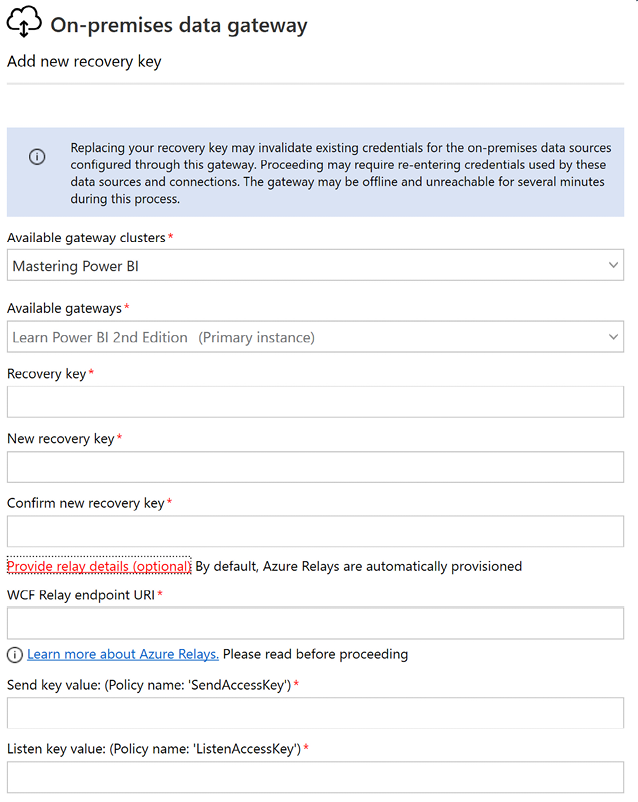 On-premises data gateway
Add new recovery key
Replacing your recovery key may invalidate existing credentials for the on-premises data sources
configured through this gateway. Proceeding may require re-entering credentials used by these
data sources and connections. The gateway may be offline and unreachable for several minutes
during this process.
Available gateway clusters*
Mastering Power BI
Available gateways*
Learn Power BI 2nd Edition (Primary instance)
Recovery key*
New recovery key*
Confirm new recovery key*
Provide relay details (optional) By default, Azure Relays are automatically provisioned
WCF Relay endpoint URI*
Learn more about Azure Relays. Please read before proceeding
Send key value: (Policy name: 'SendAccessKey')*
Listen key value: (Policy name: 'ListenAccessKey')*